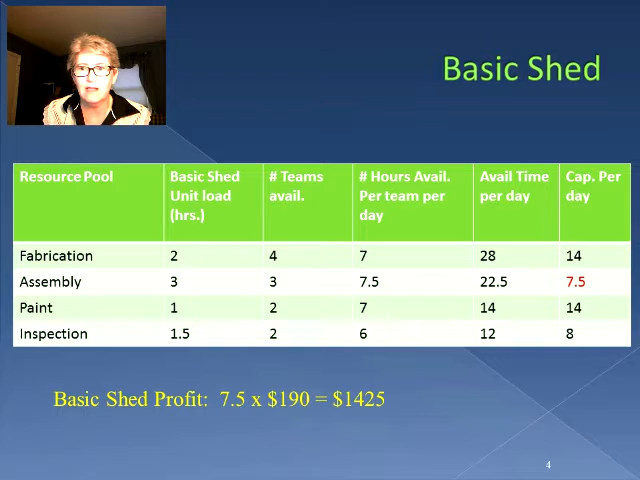 Basic Shed
Resource Pool | Basic Shed Unit load (hrs.) | # Teams avail. | # Hours Avail. Per team per day | Avail Time per day | Cap. Per day
Fabrication | 2 | 4 | 7 | 28 | 14
Assembly | 3 | 3 | 7.5 | 22.5 | 7.5
Paint | 1 | 2 | 7 | 14 | 14
Inspection | 1.5 | 2 | 6 | 12 | 8
Basic Shed Profit: 7.5 x $190 = $1425
4